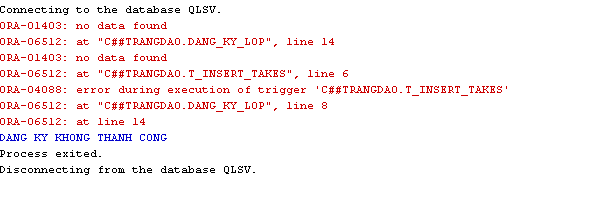 Connecting to the database QLSV.
ORA-01403: no data found
ORA-06512: at "C##TRANGDAO.DANG_KY_LOP", line 14
ORA-01403: no data found
ORA-06512: at "C##TRANGDAO.T_INSERT_TAKES", line 6
ORA-04088: error during execution of trigger 'C##TRANGDAO.T_INSERT_TAKES'
ORA-06512: at "C##TRANGDAO.DANG_KY_LOP", line 8
ORA-06512: at line 14
DANG KY KHONG THANH CONG
Process exited.
Disconnecting from the database QLSV.